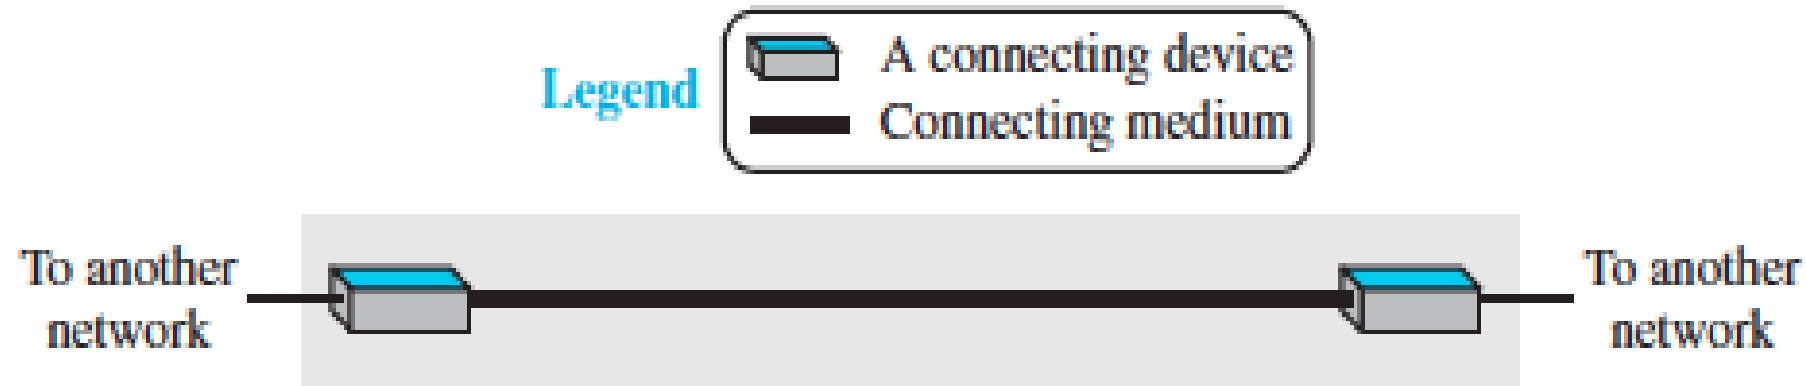 Legend
A connecting device
Connecting medium
To another
network
To another
network